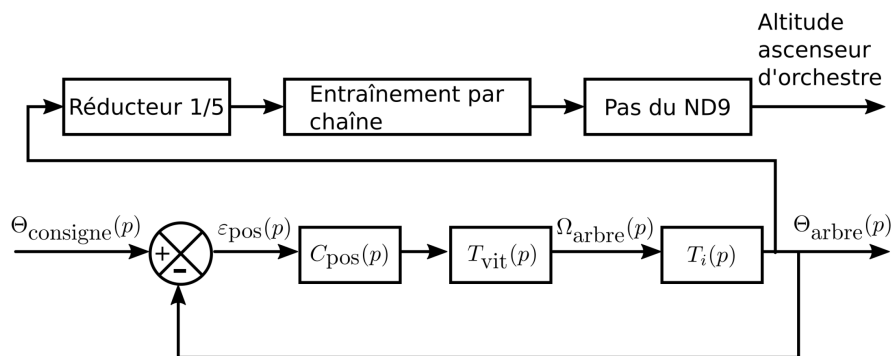 Altitude
ascenseur
d'orchestre
Réducteur 1/5
Entraînement par
chaîne
Pas du ND9
Θconsigne(p)
+
-
εpos(p)
Cpos(p)
Tvit(p)
Ωarbre(p)
Ti(p)
Θarbre(p)